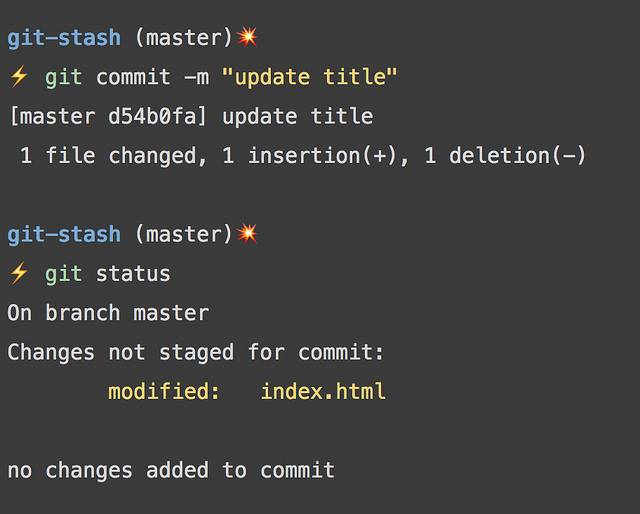 git-stash (master)💥
⚡ git commit -m "update title"
[master d54b0fa] update title
 1 file changed, 1 insertion(+), 1 deletion(-)

git-stash (master)💥
⚡ git status
On branch master
Changes not staged for commit:
        modified:   index.html

no changes added to commit